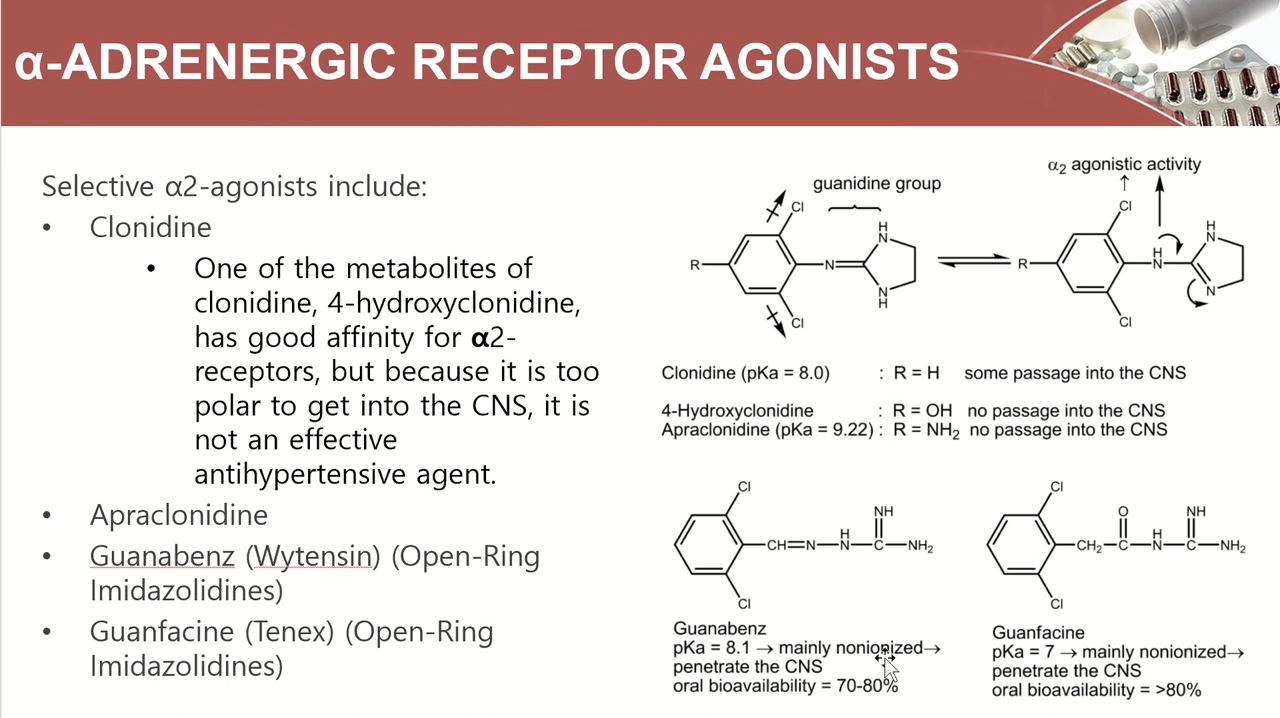 α-ADRENERGIC RECEPTOR AGONISTS
Selective α2-agonists include:
• Clonidine
• One of the metabolites of
clonidine, 4-hydroxyclonidine,
has good affinity for α2-
receptors, but because it is too
polar to get into the CNS, it is
not an effective
antihypertensive agent.
• Apraclonidine
• Guanabenz (Wytensin) (Open-Ring
Imidazolidines)
• Guanfacine (Tenex) (Open-Ring
Imidazolidines)
guanidine group
α₂ agonistic activity
Cl
H
N
R
N
N
H
Cl
Cl
H
N
R
H
N
N
Cl
Clonidine (pKa = 8.0) : R = H some passage into the CNS
4-Hydroxyclonidine : R = OH no passage into the CNS
Apraclonidine (pKa = 9.22) : R = NH₂ no passage into the CNS
Cl
NH
CH=N
H
N
C
NH₂
Cl
Guanabenz
pKa = 8.1 → mainly nonionized→
penetrate the CNS
oral bioavailability = 70-80%
Cl
O
NH
CH₂
C
H
N
C
NH₂
Cl
Guanfacine
pKa = 7 → mainly nonionized→
penetrate the CNS
oral bioavailability = >80%